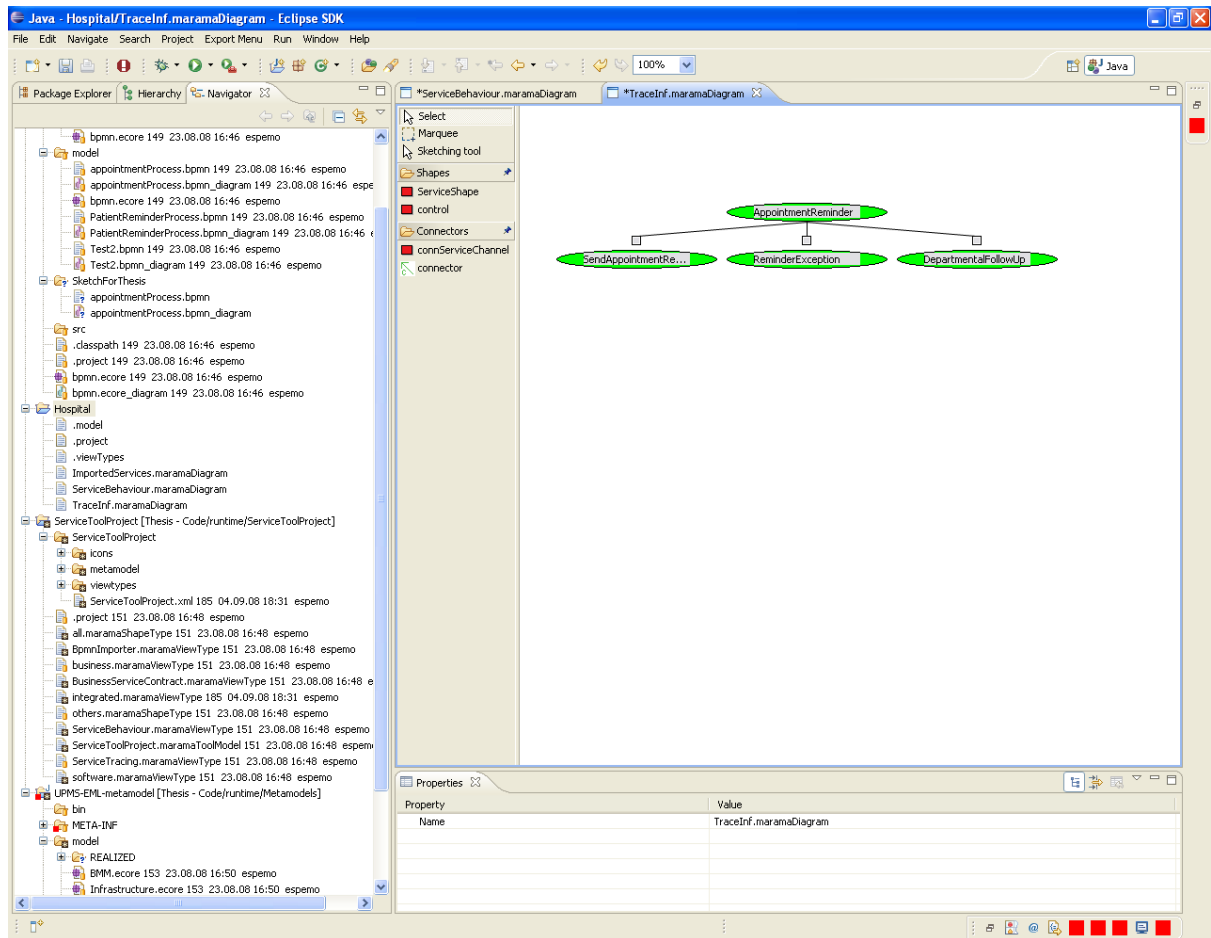 Java - Hospital/TraceInf.maramaDiagram - Eclipse SDK
File Edit Navigate Search Project Export Menu Run Window Help
100%
Java
Package Explorer Hierarchy Navigator
bpmn.ecore 149 23.08.08 16:46 espemo
model
appointmentProcess.bpmn 149 23.08.08 16:46 espemo
appointmentProcess.bpmn_diagram 149 23.08.08 16:46 espe
bpmn.ecore 149 23.08.08 16:46 espemo
PatientReminderProcess.bpmn 149 23.08.08 16:46 espemo
PatientReminderProcess.bpmn_diagram 149 23.08.08 16:46 e
Test2.bpmn 149 23.08.08 16:46 espemo
Test2.bpmn_diagram 149 23.08.08 16:46 espemo
SketchForThesis
appointmentProcess.bpmn
appointmentProcess.bpmn_diagram
src
.classpath 149 23.08.08 16:46 espemo
.project 149 23.08.08 16:46 espemo
bpmn.ecore 149 23.08.08 16:46 espemo
bpmn.ecore_diagram 149 23.08.08 16:46 espemo
Hospital
.model
.project
.viewTypes
ImportedServices.maramaDiagram
ServiceBehaviour.maramaDiagram
TraceInf.maramaDiagram
ServiceToolProject [Thesis - Code/runtime/ServiceToolProject]
ServiceToolProject
icons
metamodel
viewtypes
ServiceToolProject.xml 185 04.09.08 18:31 espemo
.project 151 23.08.08 16:48 espemo
all.maramaShapeType 151 23.08.08 16:48 espemo
BpmnImporter.maramaViewType 151 23.08.08 16:48 espemo
business.maramaViewType 151 23.08.08 16:48 espemo
BusinessServiceContract.maramaViewType 151 23.08.08 16:48 e
integrated.maramaViewType 185 04.09.08 18:31 espemo
others.maramaShapeType 151 23.08.08 16:48 espemo
ServiceBehaviour.maramaViewType 151 23.08.08 16:48 espemo
ServiceToolProject.maramaToolModel 151 23.08.08 16:48 espem
ServiceTracing.maramaViewType 151 23.08.08 16:48 espemo
software.maramaViewType 151 23.08.08 16:48 espemo
UPMS-EML-metamodel [Thesis - Code/runtime/Metamodels]
bin
META-INF
model
REALIZED
BMM.ecore 153 23.08.08 16:50 espemo
Infrastructure.ecore 153 23.08.08 16:50 espemo
*ServiceBehaviour.maramaDiagram *TraceInf.maramaDiagram
Select
Marquee
Sketching tool
Shapes
ServiceShape
control
Connectors
connServiceChannel
connector
AppointmentReminder
SendAppointmentRe... ReminderException DepartmentalFollowUp
Properties
Property Value
Name TraceInf.maramaDiagram